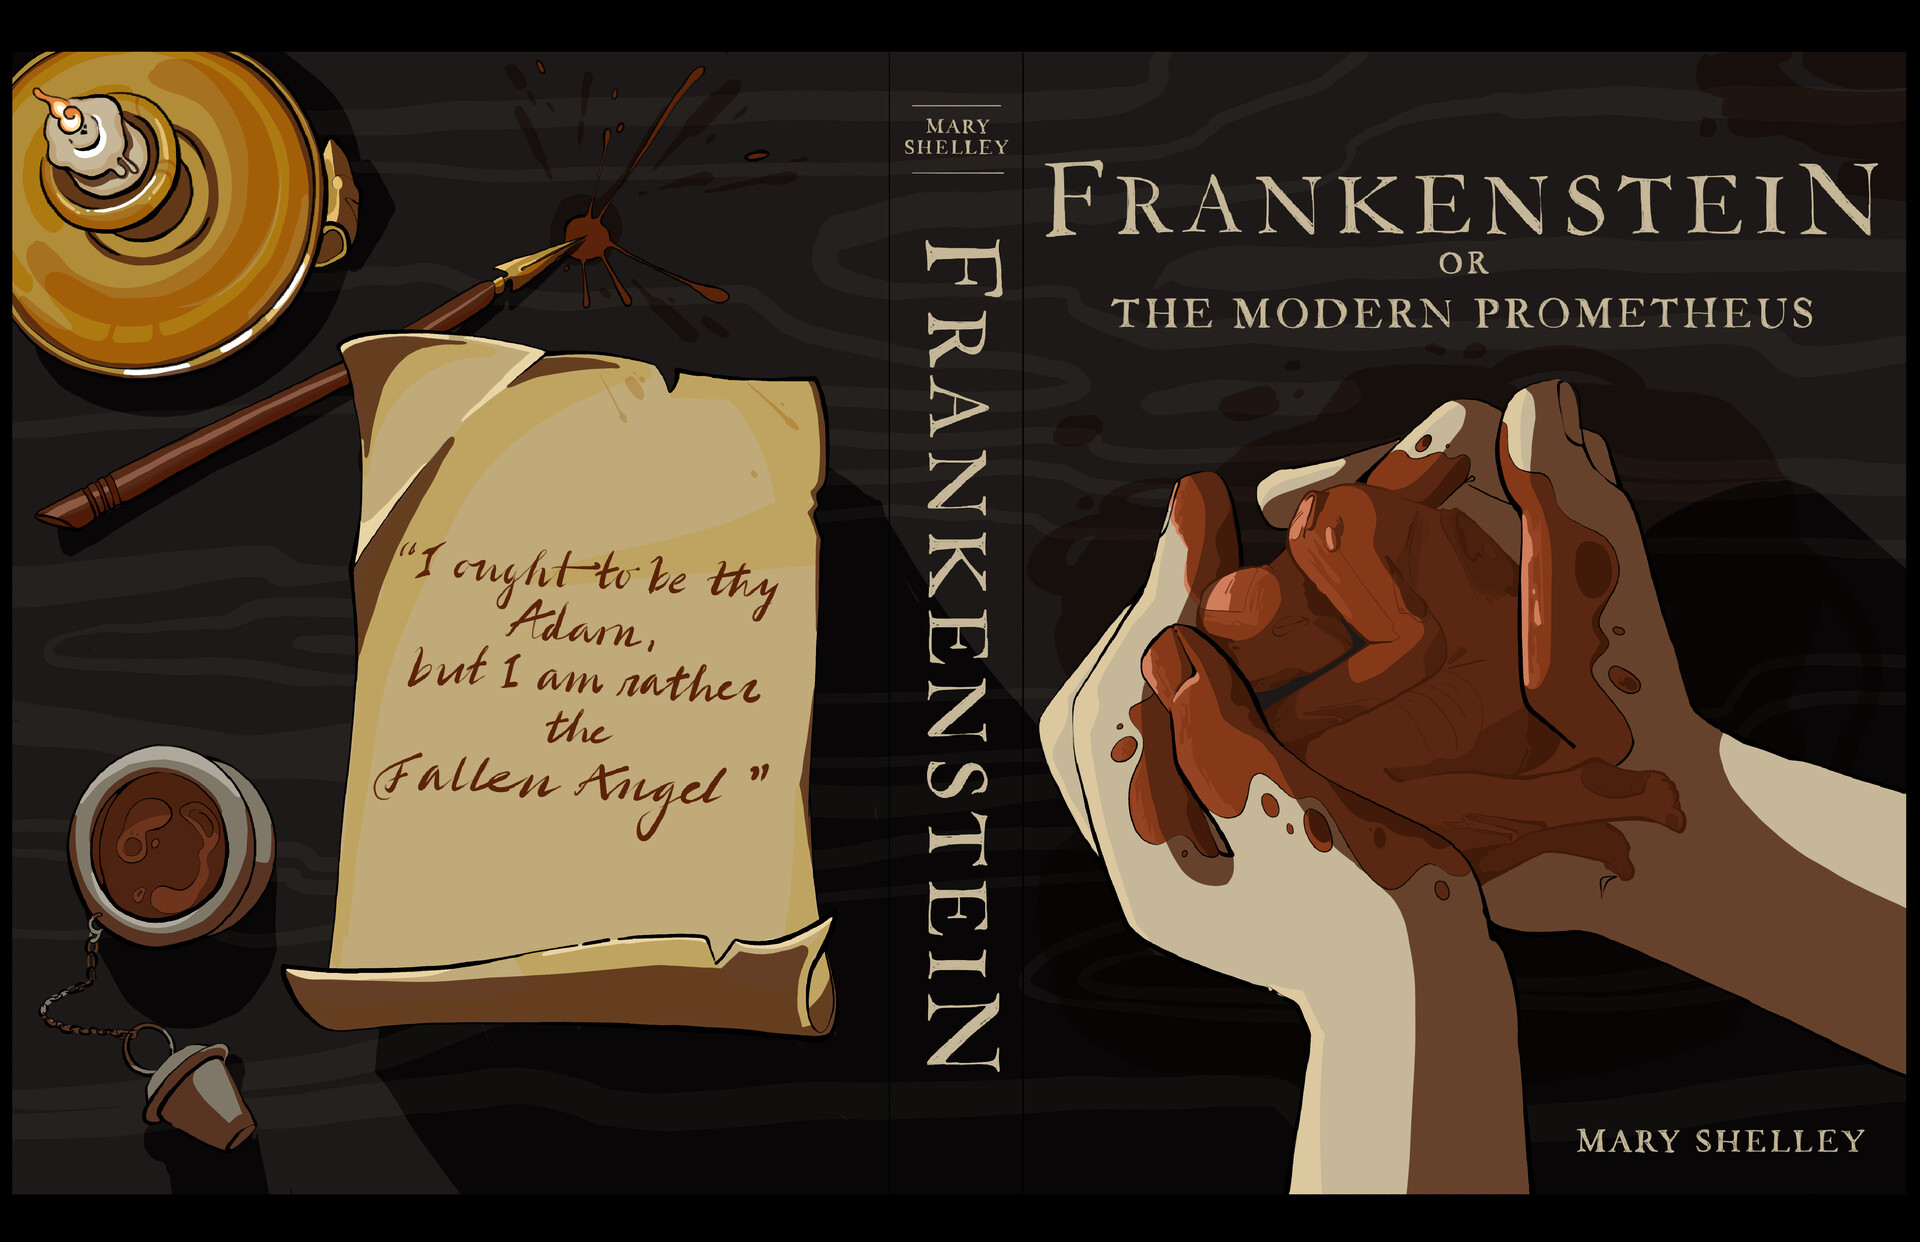 “I ought to be thy
Adam,
but I am rather
the
Fallen Angel”
MARY
SHELLEY
FRANKENSTEIN
FRANKENSTEIN
OR
THE MODERN PROMETHEUS
MARY SHELLEY